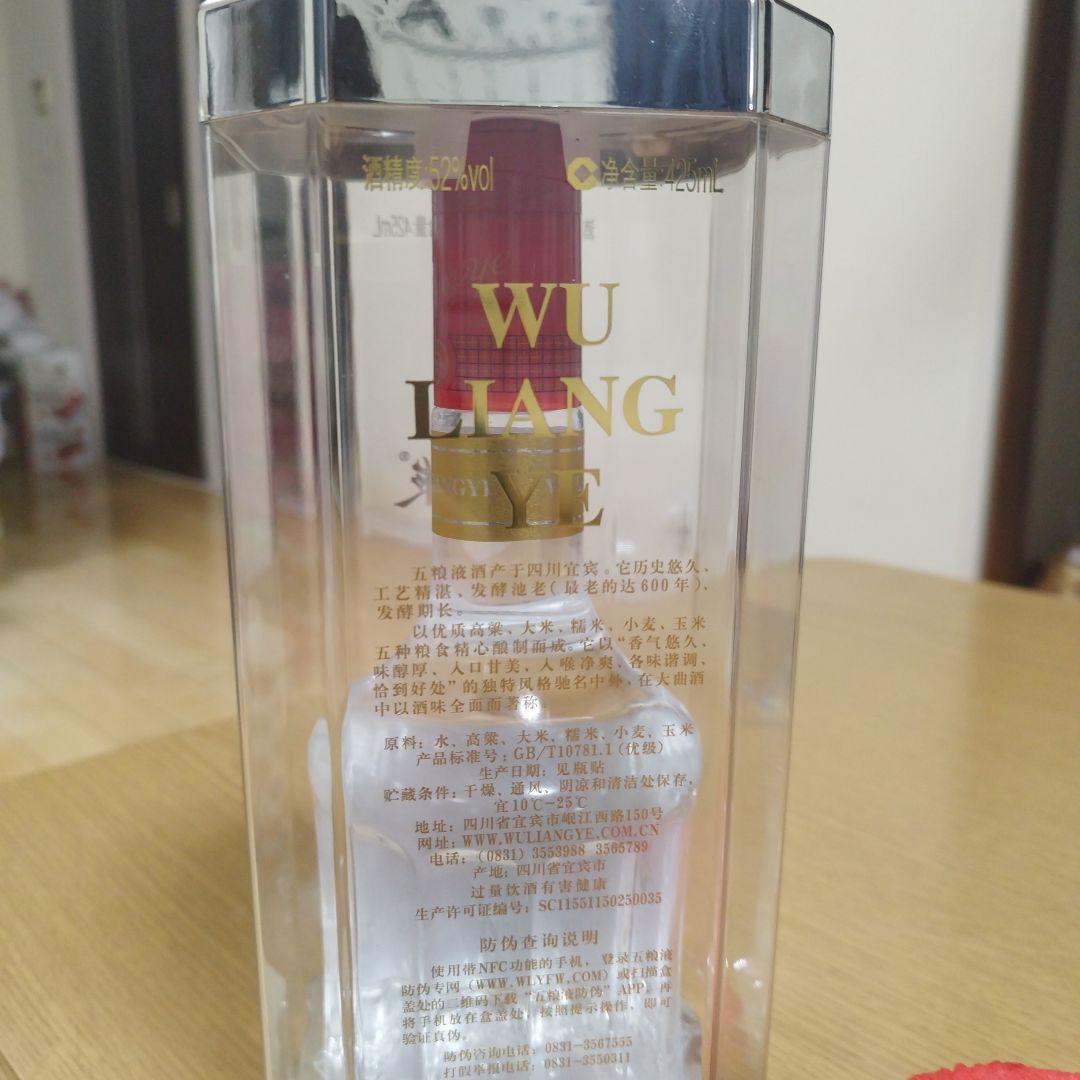 酒精度:52%vol 净含量:425mL
WU
LIANG
YE
五粮液酒产于四川宜宾。它历史悠久、
工艺精湛、发酵池老(最老的达600年)、
发酵期长。
以优质高粱、大米、糯米、小麦、玉米
五种粮食精心酿制而成。它以“香气悠久、
味醇厚、入口甘美、入喉净爽、各味谐调、
恰到好处”的独特风格驰名中外,在大曲酒
中以酒味全面而著称。
原料:水、高粱、大米、糯米、小麦、玉米
产品标准号:GB/T10781.1(优级)
生产日期:见瓶贴
贮藏条件:干燥、通风、阴凉和清洁处保存,
宜10℃-25℃
地址:四川省宜宾市岷江西路150号
网址:WWW.WULIANGYE.COM.CN
电话:(0831)3553988 3565789
产地:四川省宜宾市
过量饮酒有害健康
生产许可证编号:SC11551150250035
防伪查询说明
使用带NFC功能的手机,登录五粮液
防伪专网(WWW.WLYFW.COM)或扫描盒
盖处的二维码下载“五粮液防伪”APP,再
将手机放在盒盖处,按照提示操作,即可
验证真伪。
防伪咨询电话:0831-3567555
打假举报电话:0831-3550311